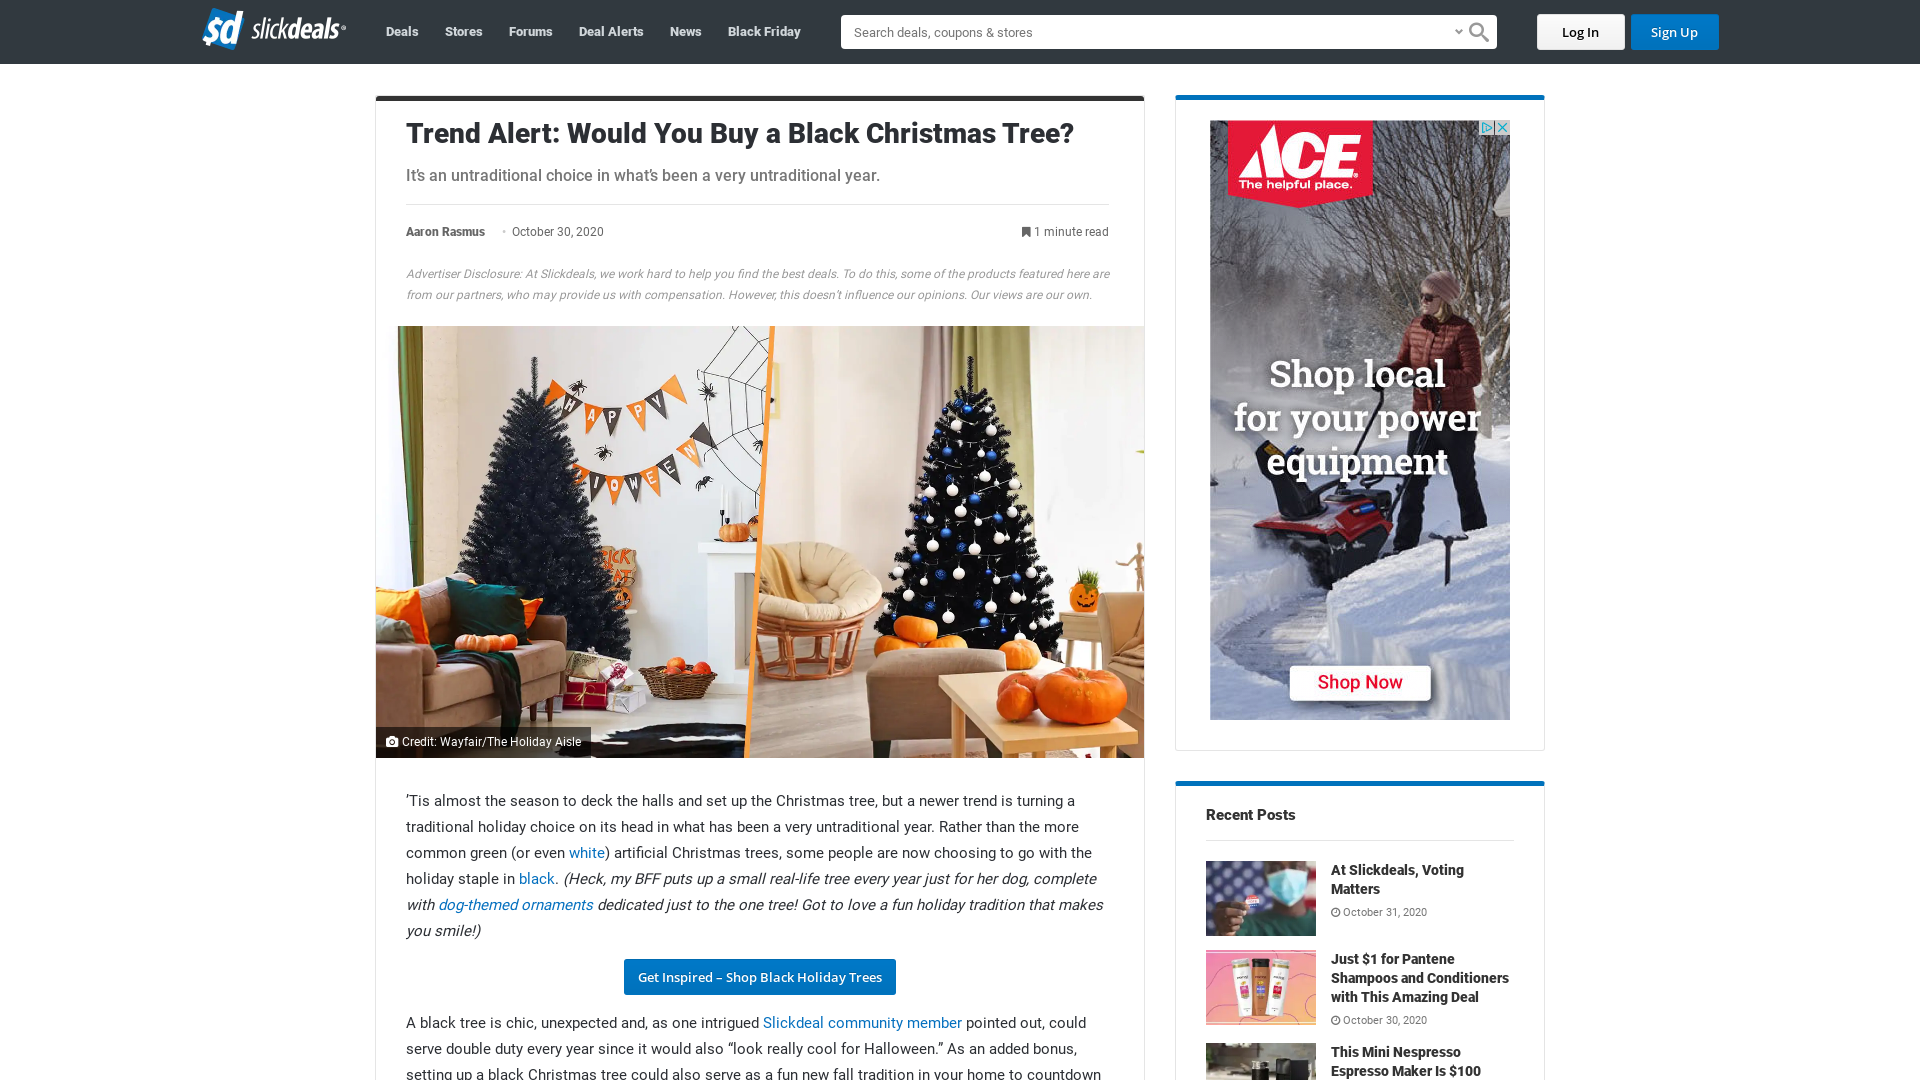 $d slickdeals
Deals
Stores
Forums
Deal Alerts
News
Black Friday
Search deals, coupons & stores
Log In
Sign Up
Trend Alert: Would You Buy a Black Christmas Tree?
It’s an untraditional choice in what’s been a very untraditional year.
Aaron Rasmus • October 30, 2020
1 minute read
Advertiser Disclosure: At Slickdeals, we work hard to help you find the best deals. To do this, some of the products featured here are
from our partners, who may provide us with compensation. However, this doesn’t influence our opinions. Our views are our own.
HAPPY
Credit: Wayfair/The Holiday Aisle
’Tis almost the season to deck the halls and set up the Christmas tree, but a newer trend is turning a
traditional holiday choice on its head in what has been a very untraditional year. Rather than the more
common green (or even white) artificial Christmas trees, some people are now choosing to go with the
holiday staple in black. (Heck, my BFF puts up a small real-life tree every year just for her dog, complete
with dog-themed ornaments dedicated just to the one tree! Got to love a fun holiday tradition that makes
you smile!)
Get Inspired – Shop Black Holiday Trees
A black tree is chic, unexpected and, as one intrigued Slickdeal community member pointed out, could
serve double duty every year since it would also “look really cool for Halloween.” As an added bonus,
setting up a black Christmas tree could also serve as a fun new fall tradition in your home to countdown
ACE
The helpful place.
Shop local
for your power
equipment
Shop Now
Recent Posts
At Slickdeals, Voting
Matters
October 31, 2020
Just $1 for Pantene
Shampoos and Conditioners
with This Amazing Deal
October 30, 2020
This Mini Nespresso
Espresso Maker Is $100